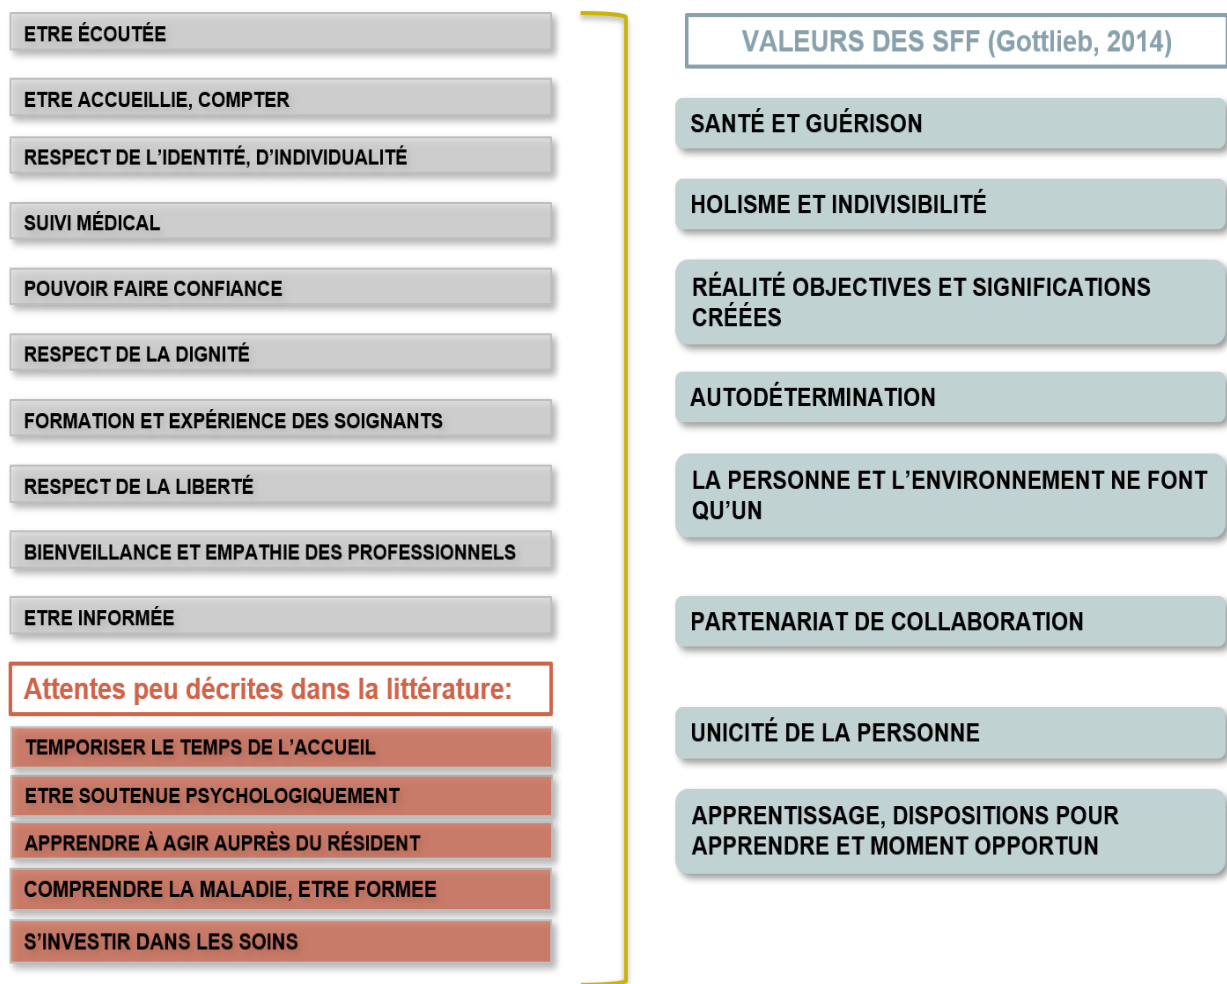 ETRE ÉCOUTÉE
ETRE ACCUEILLIE, COMPTER
RESPECT DE L'IDENTITÉ, D'INDIVIDUALITÉ
SUIVI MÉDICAL
POUVOIR FAIRE CONFIANCE
RESPECT DE LA DIGNITÉ
FORMATION ET EXPÉRIENCE DES SOIGNANTS
RESPECT DE LA LIBERTÉ
BIENVEILLANCE ET EMPATHIE DES PROFESSIONNELS
ETRE INFORMÉE
Attentes peu décrites dans la littérature:
TEMPORISER LE TEMPS DE L'ACCUEIL
ETRE SOUTENUE PSYCHOLOGIQUEMENT
APPRENDRE À AGIR AUPRÈS DU RÉSIDENT
COMPRENDRE LA MALADIE, ETRE FORMEE
S'INVESTIR DANS LES SOINS
VALEURS DES SFF (Gottlieb, 2014)
SANTÉ ET GUÉRISON
HOLISME ET INDIVISIBILITÉ
RÉALITÉ OBJECTIVES ET SIGNIFICATIONS
CRÉÉES
AUTODÉTERMINATION
LA PERSONNE ET L'ENVIRONNEMENT NE FONT
QU'UN
PARTENARIAT DE COLLABORATION
UNICITÉ DE LA PERSONNE
APPRENTISSAGE, DISPOSITIONS POUR
APPRENDRE ET MOMENT OPPORTUN